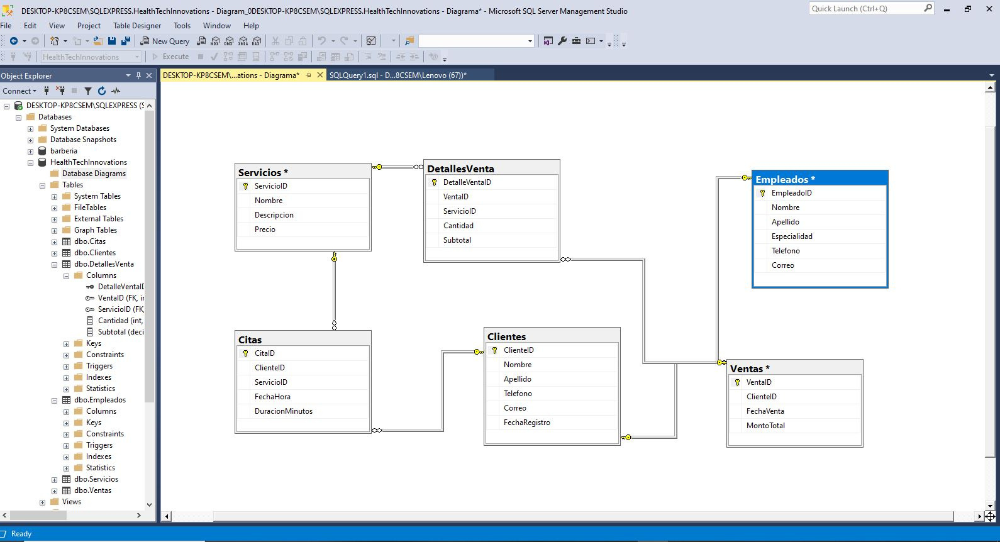 DESKTOP-KP8CSEM\SQLEXPRESS.HealthTechInnovations - Diagram_0DESKTOP-KP8CSEM\SQLEXPRESS.HealthTechInnovations - Diagrama* - Microsoft SQL Server Management Studio
Quick Launch (Ctrl+Q)
File Edit View Project Table Designer Tools Window Help
New Query
MDX DMX XMLA DAX
HealthTechInnovations
Execute
Object Explorer
Connect
DESKTOP-KP8CSEM\SQLEXPRESS (S
Databases
System Databases
Database Snapshots
barberia
HealthTechInnovations
Database Diagrams
Tables
System Tables
FileTables
External Tables
Graph Tables
dbo.Citas
dbo.Clientes
dbo.DetallesVenta
Columns
DetalleVentaID
VentaID (FK, in
ServicioID (FK,
Cantidad (int,
Subtotal (deci
Keys
Constraints
Triggers
Indexes
Statistics
dbo.Empleados
Columns
Keys
Constraints
Triggers
Indexes
Statistics
dbo.Servicios
dbo.Ventas
Views
DESKTOP-KP8CSEM\...ations - Diagrama*
SQLQuery1.sql - D...8CSEM\Lenovo (67))*
Servicios *
ServicioID
Nombre
Descripcion
Precio
DetallesVenta
DetalleVentaID
VentaID
ServicioID
Cantidad
Subtotal
Empleados *
EmpleadoID
Nombre
Apellido
Especialidad
Telefono
Correo
Citas
CitaID
ClienteID
ServicioID
FechaHora
DuracionMinutos
Clientes
ClienteID
Nombre
Apellido
Telefono
Correo
FechaRegistro
Ventas *
VentaID
ClienteID
FechaVenta
MontoTotal
Ready